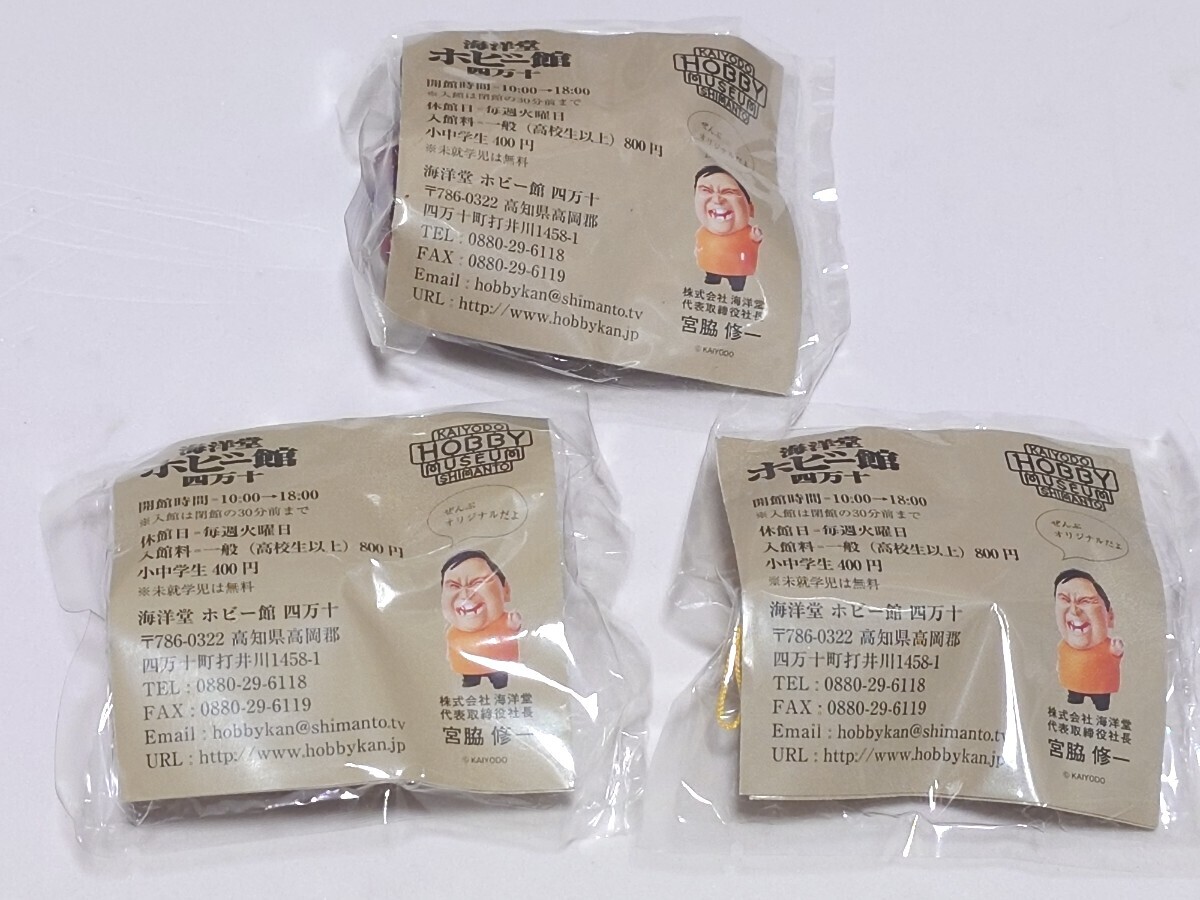 海洋堂
ホビー館
四万十
開館時間=10:00→18:00
※入館は閉館の30分前まで
休館日=毎週火曜日
入館料=一般（高校生以上）800円
小中学生400円
※未就学児は無料
海洋堂 ホビー館 四万十
〒786-0322 高知県高岡郡
四万十町打井川1458-1
TEL : 0880-29-6118
FAX : 0880-29-6119
Email : hobbykan@shimanto.tv
URL : http://www.hobbykan.jp
KAIYODO
HOBBY
MUSEUM
SHIMANTO
ぜんぶ
オリジナルだよ
株式会社 海洋堂
代表取締役社長
宮脇 修一
© KAIYODO
海洋堂
ホビー館
四万十
開館時間=10:00→18:00
※入館は閉館の30分前まで
休館日=毎週火曜日
入館料=一般（高校生以上）800円
小中学生400円
※未就学児は無料
海洋堂 ホビー館 四万十
〒786-0322 高知県高岡郡
四万十町打井川1458-1
TEL : 0880-29-6118
FAX : 0880-29-6119
Email : hobbykan@shimanto.tv
URL : http://www.hobbykan.jp
KAIYODO
HOBBY
MUSEUM
SHIMANTO
ぜんぶ
オリジナルだよ
株式会社 海洋堂
代表取締役社長
宮脇 修一
© KAIYODO
海洋堂
ホビー館
四万十
開館時間=10:00→18:00
※入館は閉館の30分前まで
休館日=毎週火曜日
入館料=一般（高校生以上）800円
小中学生400円
※未就学児は無料
海洋堂 ホビー館 四万十
〒786-0322 高知県高岡郡
四万十町打井川1458-1
TEL : 0880-29-6118
FAX : 0880-29-6119
Email : hobbykan@shimanto.tv
URL : http://www.hobbykan.jp
KAIYODO
HOBBY
MUSEUM
SHIMANTO
ぜんぶ
オリジナルだよ
株式会社 海洋堂
代表取締役社長
宮脇 修一
© KAIYODO